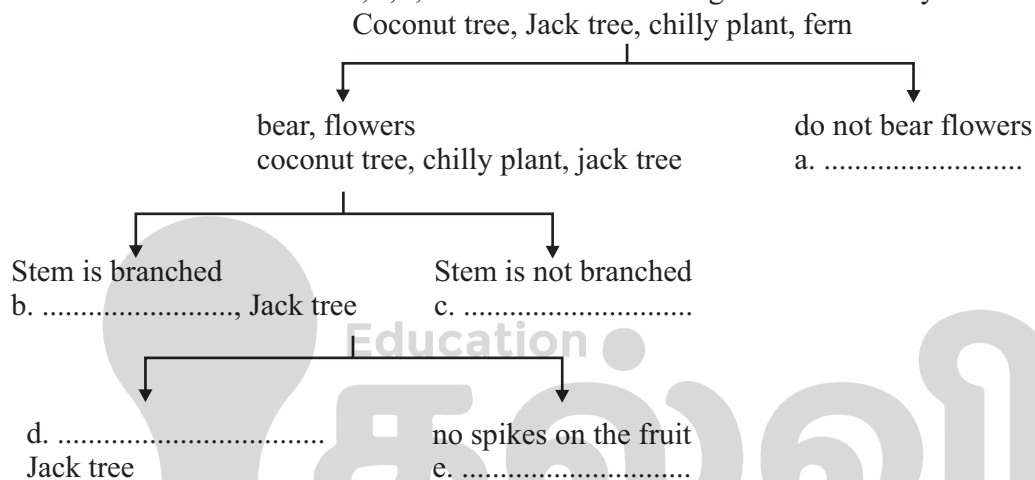 Coconut tree, Jack tree, chilly plant, fern
bear, flowers
coconut tree, chilly plant, jack tree
do not bear flowers
a. ..........................
Stem is branched
b. ........................., Jack tree
Stem is not branched
c. ..............................
Education
d. ...................................
Jack tree
no spikes on the fruit
e. ..............................